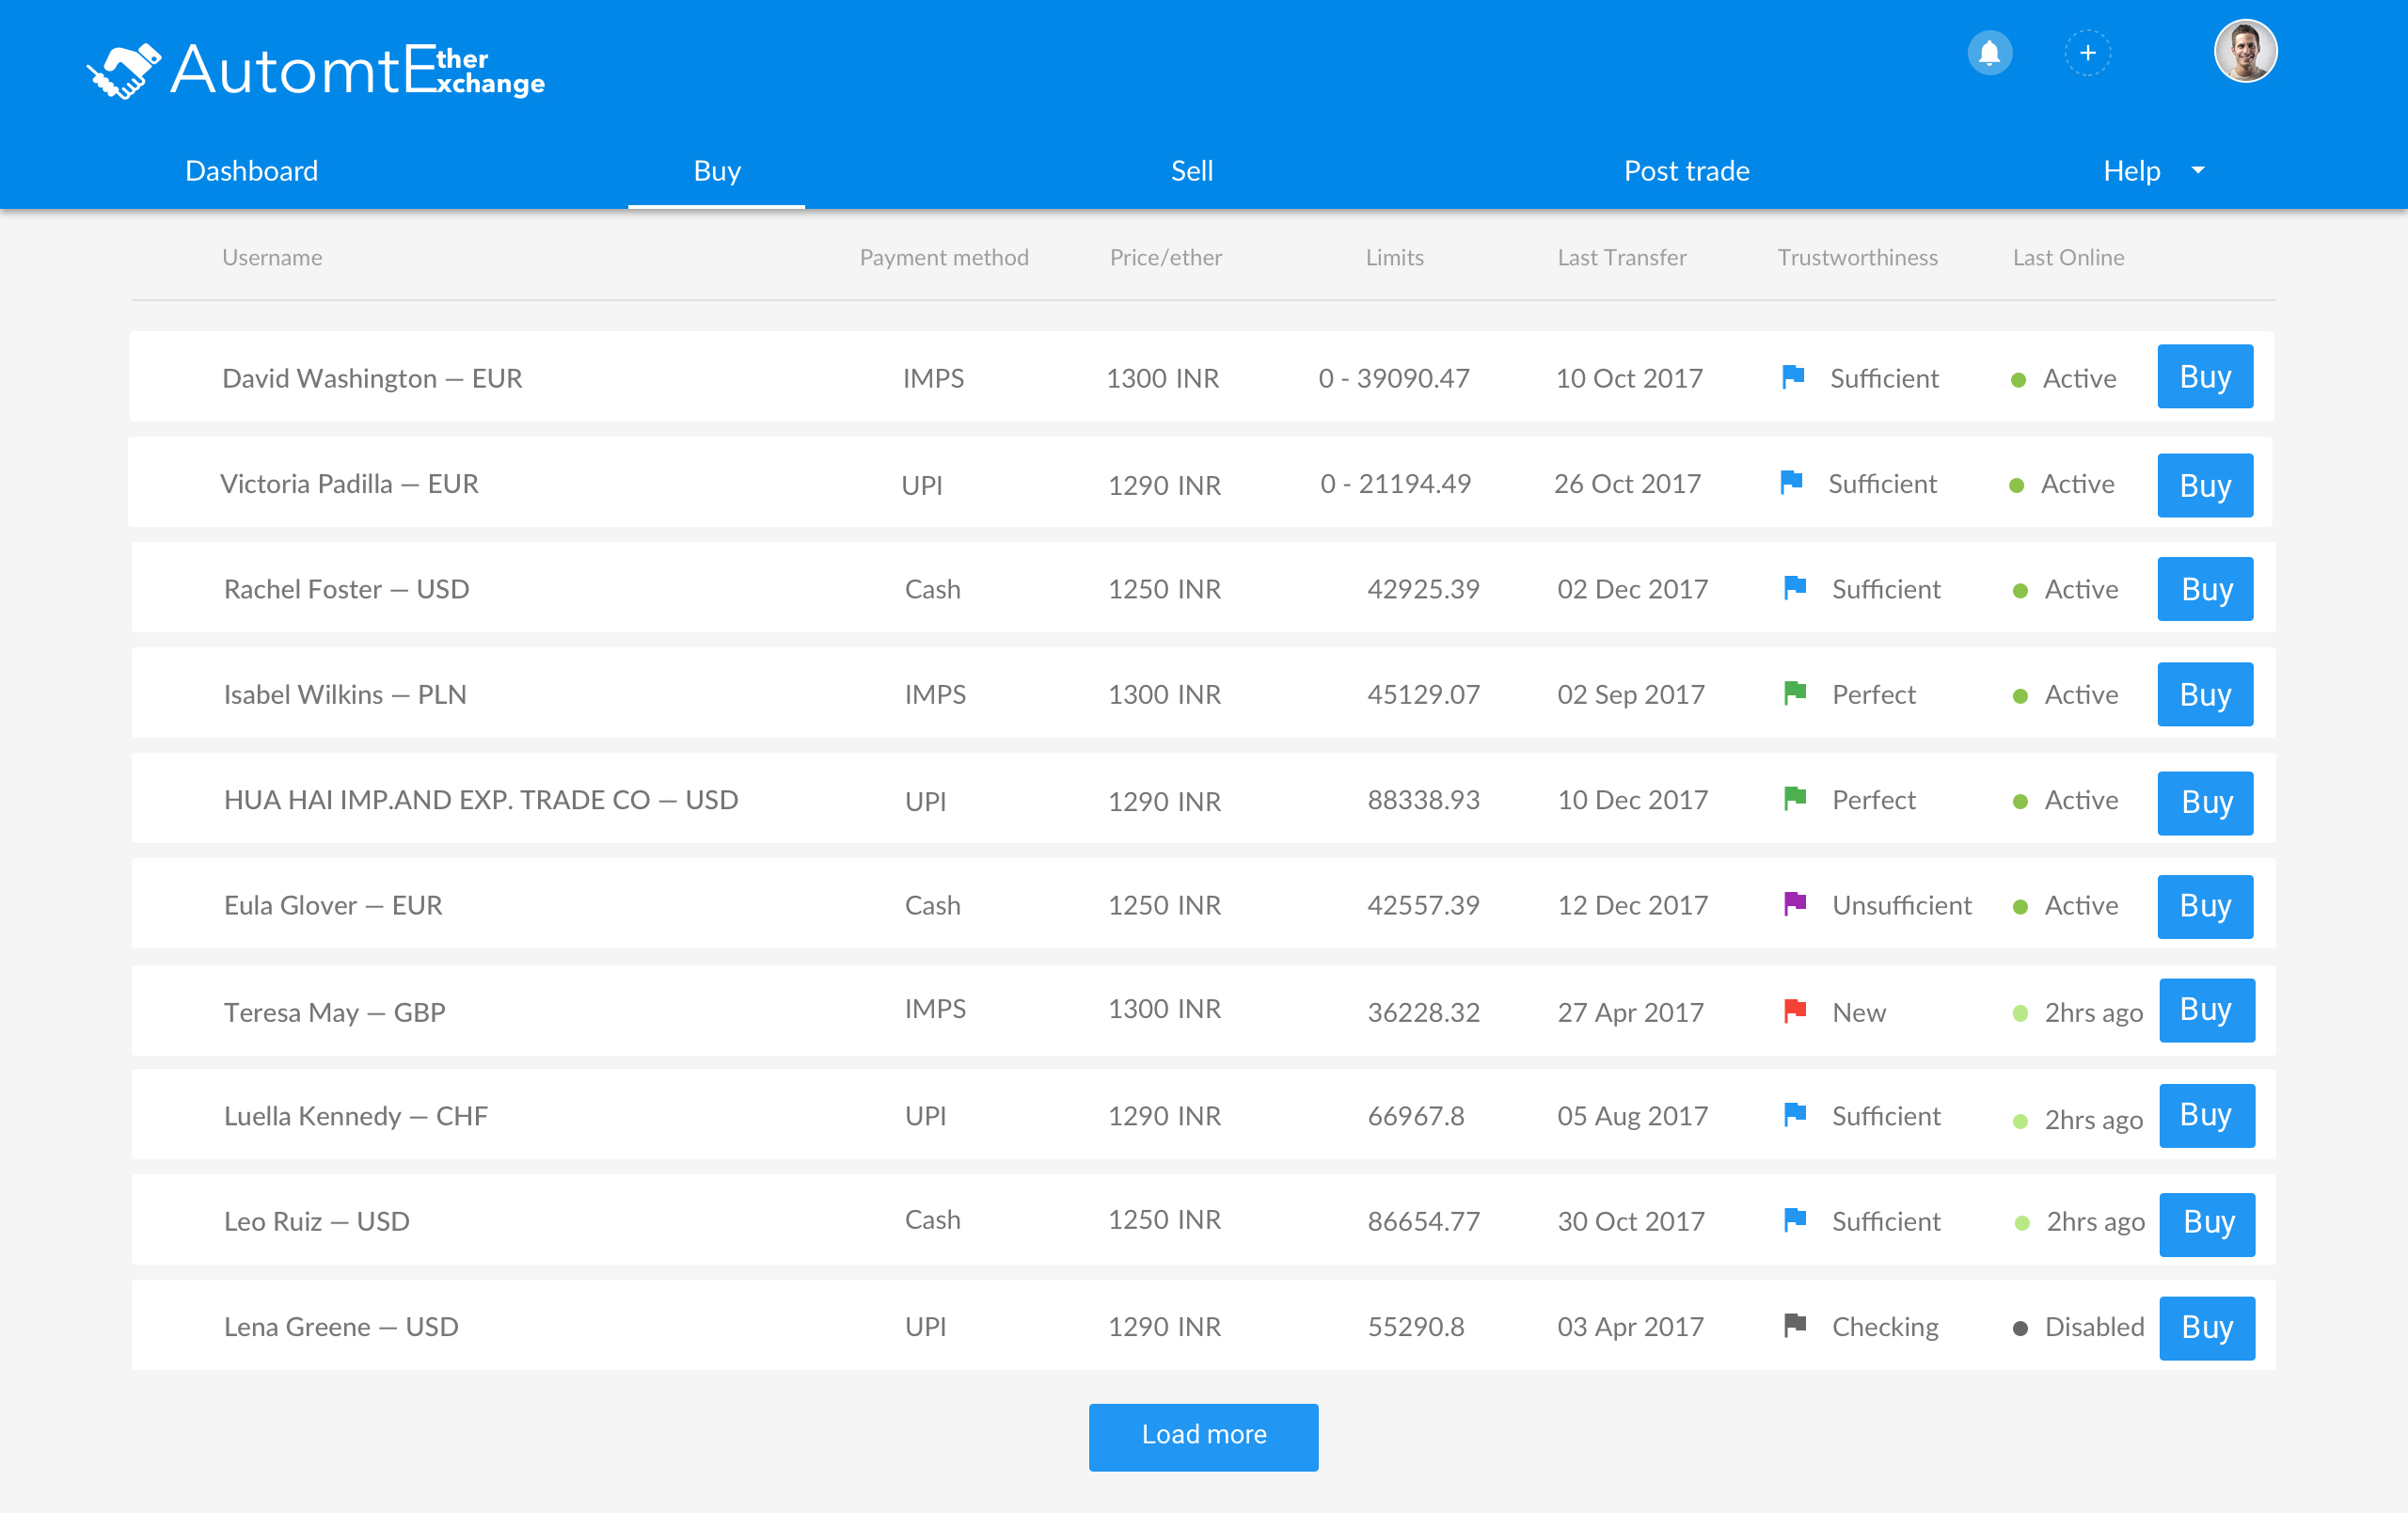 AutomtEther Exchange
Dashboard Buy Sell Post trade Help
Username Payment method Price/ether Limits Last Transfer Trustworthiness Last Online
David Washington — EUR IMPS 1300 INR 0 - 39090.47 10 Oct 2017 Sufficient Active Buy
Victoria Padilla — EUR UPI 1290 INR 0 - 21194.49 26 Oct 2017 Sufficient Active Buy
Rachel Foster — USD Cash 1250 INR 42925.39 02 Dec 2017 Sufficient Active Buy
Isabel Wilkins — PLN IMPS 1300 INR 45129.07 02 Sep 2017 Perfect Active Buy
HUA HAI IMP.AND EXP. TRADE CO — USD UPI 1290 INR 88338.93 10 Dec 2017 Perfect Active Buy
Eula Glover — EUR Cash 1250 INR 42557.39 12 Dec 2017 Unsufficient Active Buy
Teresa May — GBP IMPS 1300 INR 36228.32 27 Apr 2017 New 2hrs ago Buy
Luella Kennedy — CHF UPI 1290 INR 66967.8 05 Aug 2017 Sufficient 2hrs ago Buy
Leo Ruiz — USD Cash 1250 INR 86654.77 30 Oct 2017 Sufficient 2hrs ago Buy
Lena Greene — USD UPI 1290 INR 55290.8 03 Apr 2017 Checking Disabled Buy
Load more